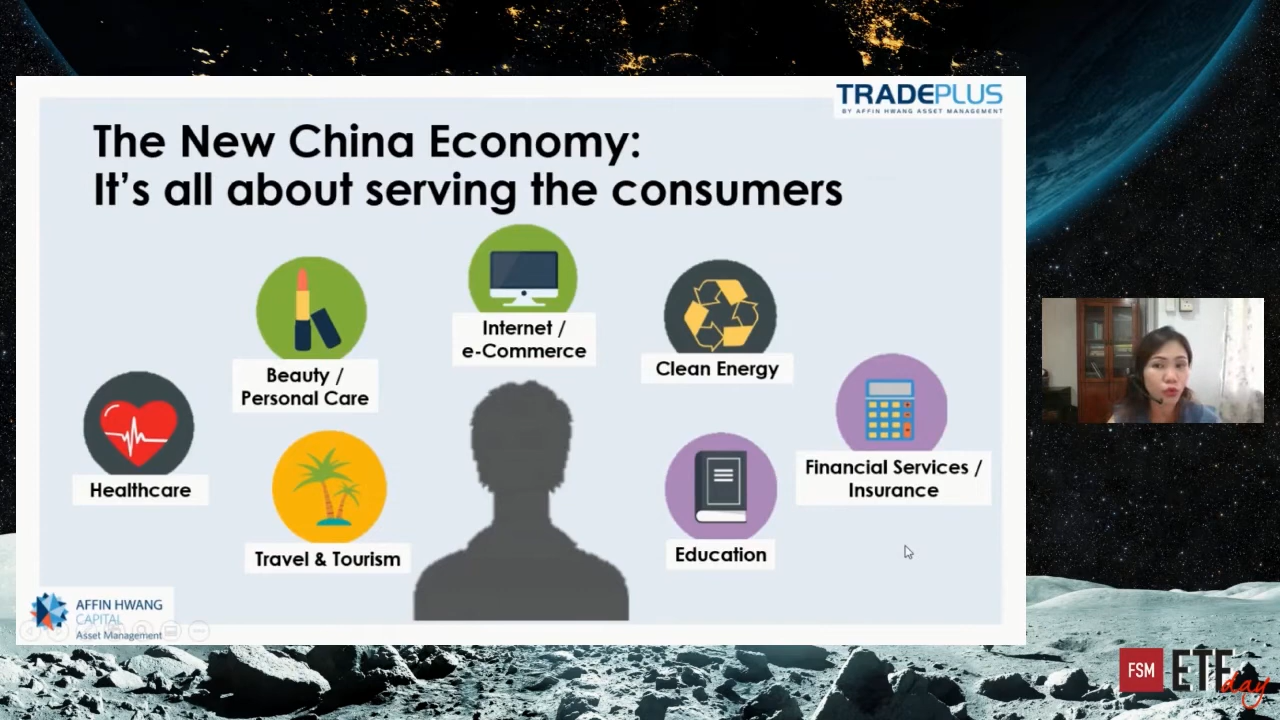 TRADEPLUS
BY AFFIN HWANG ASSET MANAGEMENT
The New China Economy:
It's all about serving the consumers
Internet /
e-Commerce
Beauty /
Personal Care
Clean Energy
Healthcare
Financial Services /
Insurance
Travel & Tourism
Education
AFFIN HWANG
CAPITAL
Asset Management
FSM ETF day